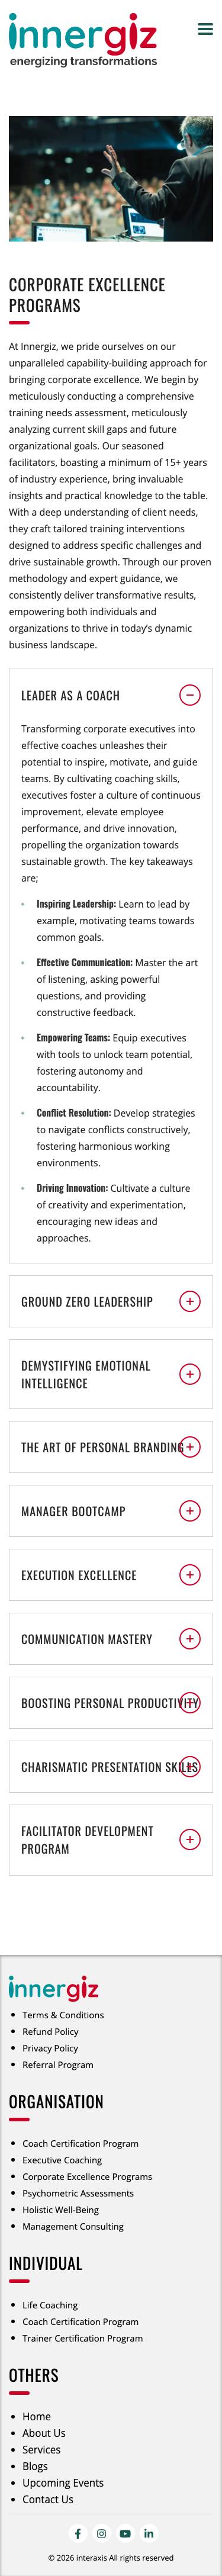 innergiz
energizing transformations
CORPORATE EXCELLENCE
PROGRAMS
At Innergiz, we pride ourselves on our
unparalleled capability-building approach for
bringing corporate excellence. We begin by
meticulously conducting a comprehensive
training needs assessment, meticulously
analyzing current skill gaps and future
organizational goals. Our seasoned
facilitators, boasting a minimum of 15+ years
of industry experience, bring invaluable
insights and practical knowledge to the table.
With a deep understanding of client needs,
they craft tailored training interventions
designed to address specific challenges and
drive sustainable growth. Through our proven
methodology and expert guidance, we
consistently deliver transformative results,
empowering both individuals and
organizations to thrive in today's dynamic
business landscape.
LEADER AS A COACH
Transforming corporate executives into
effective coaches unleashes their
potential to inspire, motivate, and guide
teams. By cultivating coaching skills,
executives foster a culture of continuous
improvement, elevate employee
performance, and drive innovation,
propelling the organization towards
sustainable growth. The key takeaways
are;
Inspiring Leadership: Learn to lead by
example, motivating teams towards
common goals.
Effective Communication: Master the art
of listening, asking powerful
questions, and providing
constructive feedback.
Empowering Teams: Equip executives
with tools to unlock team potential,
fostering autonomy and
accountability.
Conflict Resolution: Develop strategies
to navigate conflicts constructively,
fostering harmonious working
environments.
Driving Innovation: Cultivate a culture
of creativity and experimentation,
encouraging new ideas and
approaches.
GROUND ZERO LEADERSHIP
DEMYSTIFYING EMOTIONAL
INTELLIGENCE
THE ART OF PERSONAL BRANDING
MANAGER BOOTCAMP
EXECUTION EXCELLENCE
COMMUNICATION MASTERY
BOOSTING PERSONAL PRODUCTIVITY
CHARISMATIC PRESENTATION SKILLS
FACILITATOR DEVELOPMENT
PROGRAM
innergiz
Terms & Conditions
Refund Policy
Privacy Policy
Referral Program
ORGANISATION
Coach Certification Program
Executive Coaching
Corporate Excellence Programs
Psychometric Assessments
Holistic Well-Being
Management Consulting
INDIVIDUAL
Life Coaching
Coach Certification Program
Trainer Certification Program
OTHERS
Home
About Us
Services
Blogs
Upcoming Events
Contact Us
© 2026 interaxis All rights reserved